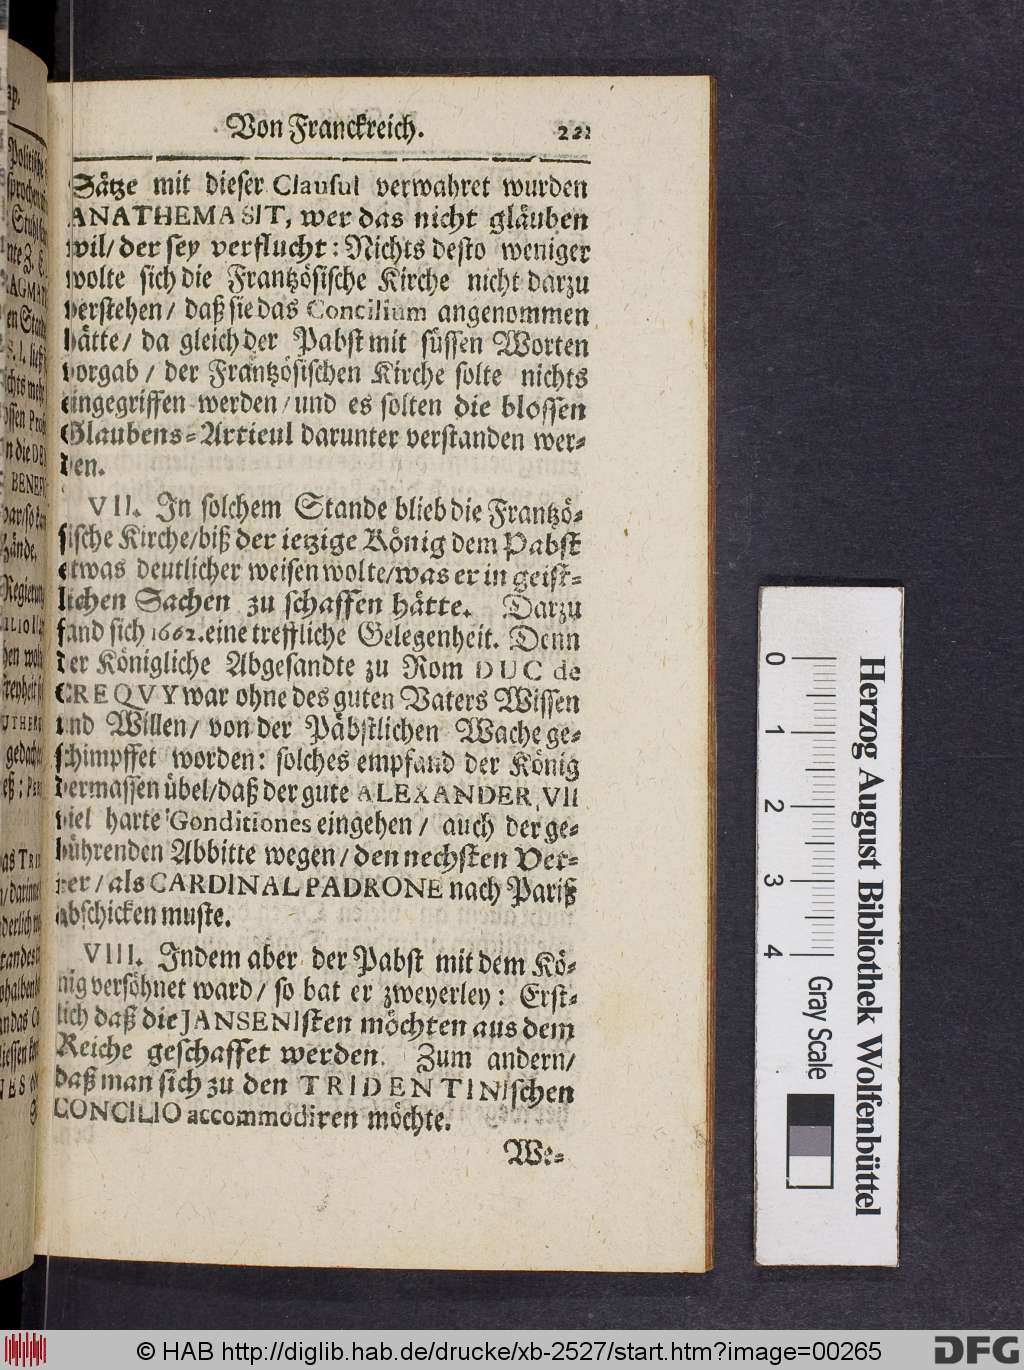 Von Franckreich. 221
Sätze mit dieser Clausul verwahret wurden
ANATHEMA SIT, wer das nicht gläuben
wil/ der sey verflucht: Nichts desto weniger
wolte sich die Frantzösische Kirche nicht darzu
verstehen/ daß sie das Concilium angenommen
hätte/ da gleich der Pabst mit süssen Worten
vorgab/ der Frantzösischen Kirche solte nichts
eingegriffen werden/ und es solten die blossen
Glaubens-Articul darunter verstanden wer-
den.
VII. In solchem Stande blieb die Frantzö-
sische Kirche/ biß der ietzige König dem Pabst
etwas deutlicher weisen wolte/ was er in geist-
lichen Sachen zu schaffen hätte. Darzu
fand sich 1662. eine treffliche Gelegenheit. Denn
der Königliche Abgesandte zu Rom DUC de
CREQVY war ohne des guten Vaters Wissen
und Willen/ von der Päbstlichen Wache ge-
schimpffet worden: solches empfand der König
dermassen übel/ daß der gute ALEXANDER VII
viel harte Gonditiones eingehen/ auch der ge-
bührenden Abbitte wegen/ den nechsten Vet-
ter/ als CARDINAL PADRONE nach Pariß
abschicken muste.
VIII. Indem aber der Pabst mit dem Kö-
nig versöhnet ward/ so bat er zweyerley: Erst-
lich daß die JANSENIsten möchten aus dem
Reiche geschaffet werden. Zum andern/
daß man sich zu den TRIDENTINIschen
CONCILIO accommodiren möchte.
We-
Herzog August Bibliothek Wolfenbüttel
0 1 2 3 4 Gray Scale
© HAB http://diglib.hab.de/drucke/xb-2527/start.htm?image=00265
DFG